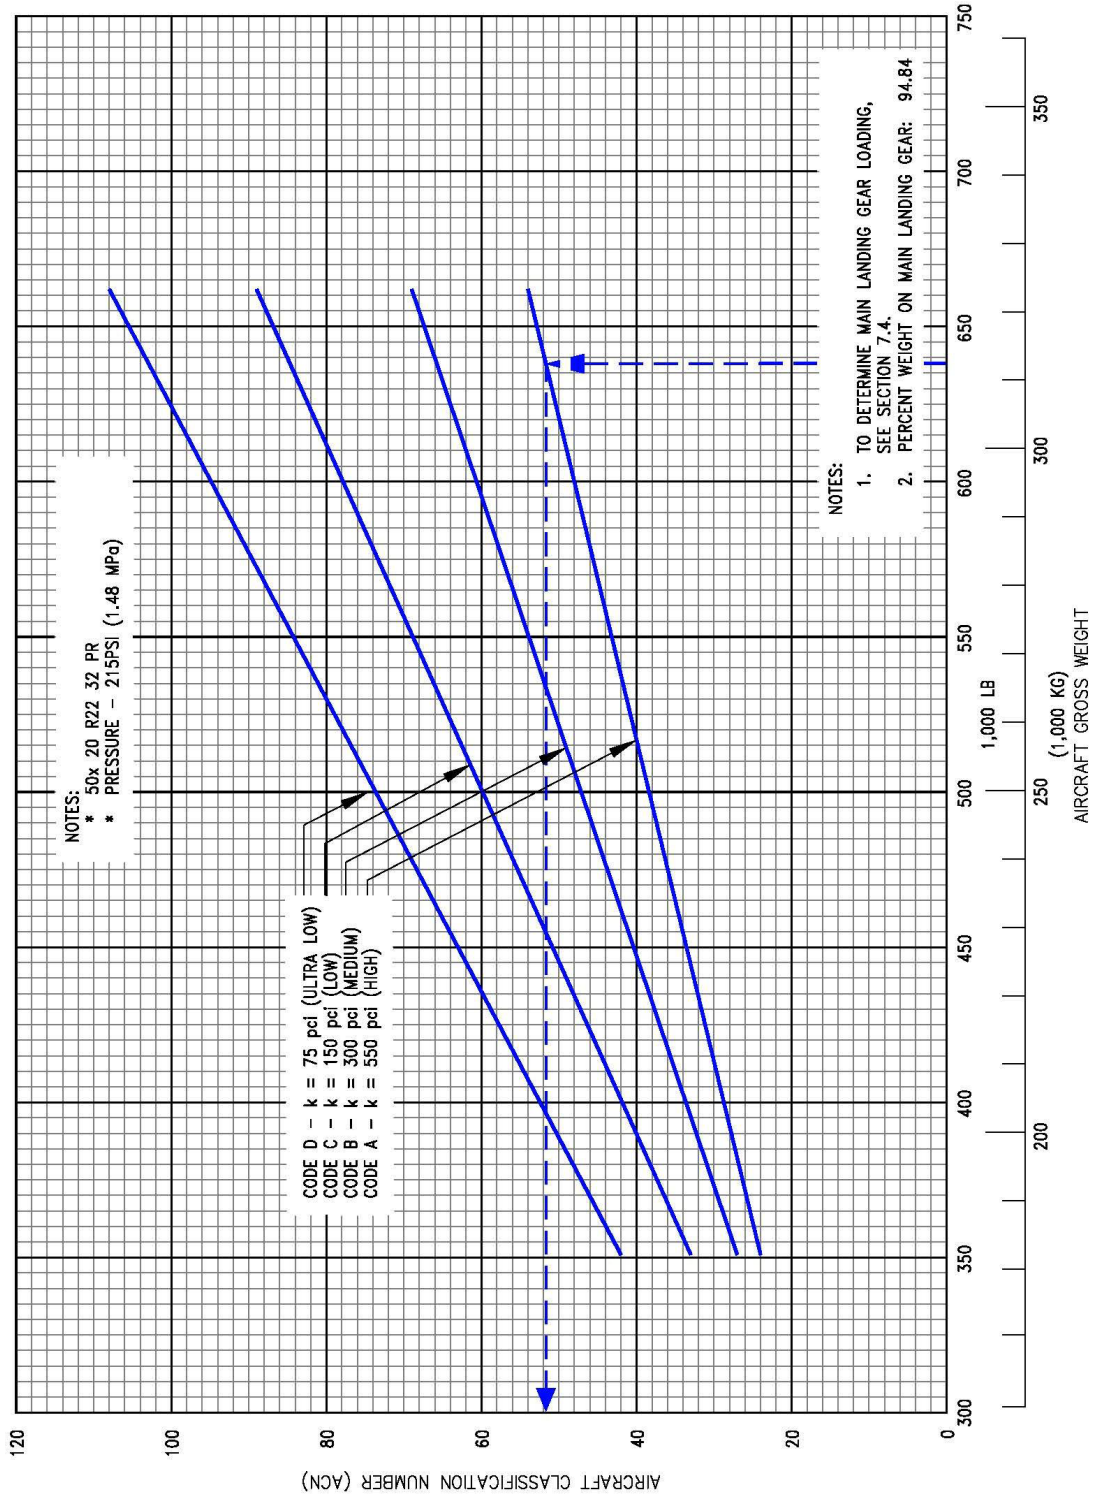 NOTES:
* 50x 20 R22 32 PR
* PRESSURE - 215PSI (1.48 MPa)
CODE D - k = 75 pci (ULTRA LOW)
CODE C - k = 150 pci (LOW)
CODE B - k = 300 pci (MEDIUM)
CODE A - k = 550 pci (HIGH)
NOTES:
1. TO DETERMINE MAIN LANDING GEAR LOADING,
SEE SECTION 7.4.
2. PERCENT WEIGHT ON MAIN LANDING GEAR: 94.84
AIRCRAFT CLASSIFICATION NUMBER (ACN)
120
100
80
60
40
20
0
300 350 400 450 500 550 600 650 700 750
1,000 LB
200 250 300 350
(1,000 KG)
AIRCRAFT GROSS WEIGHT